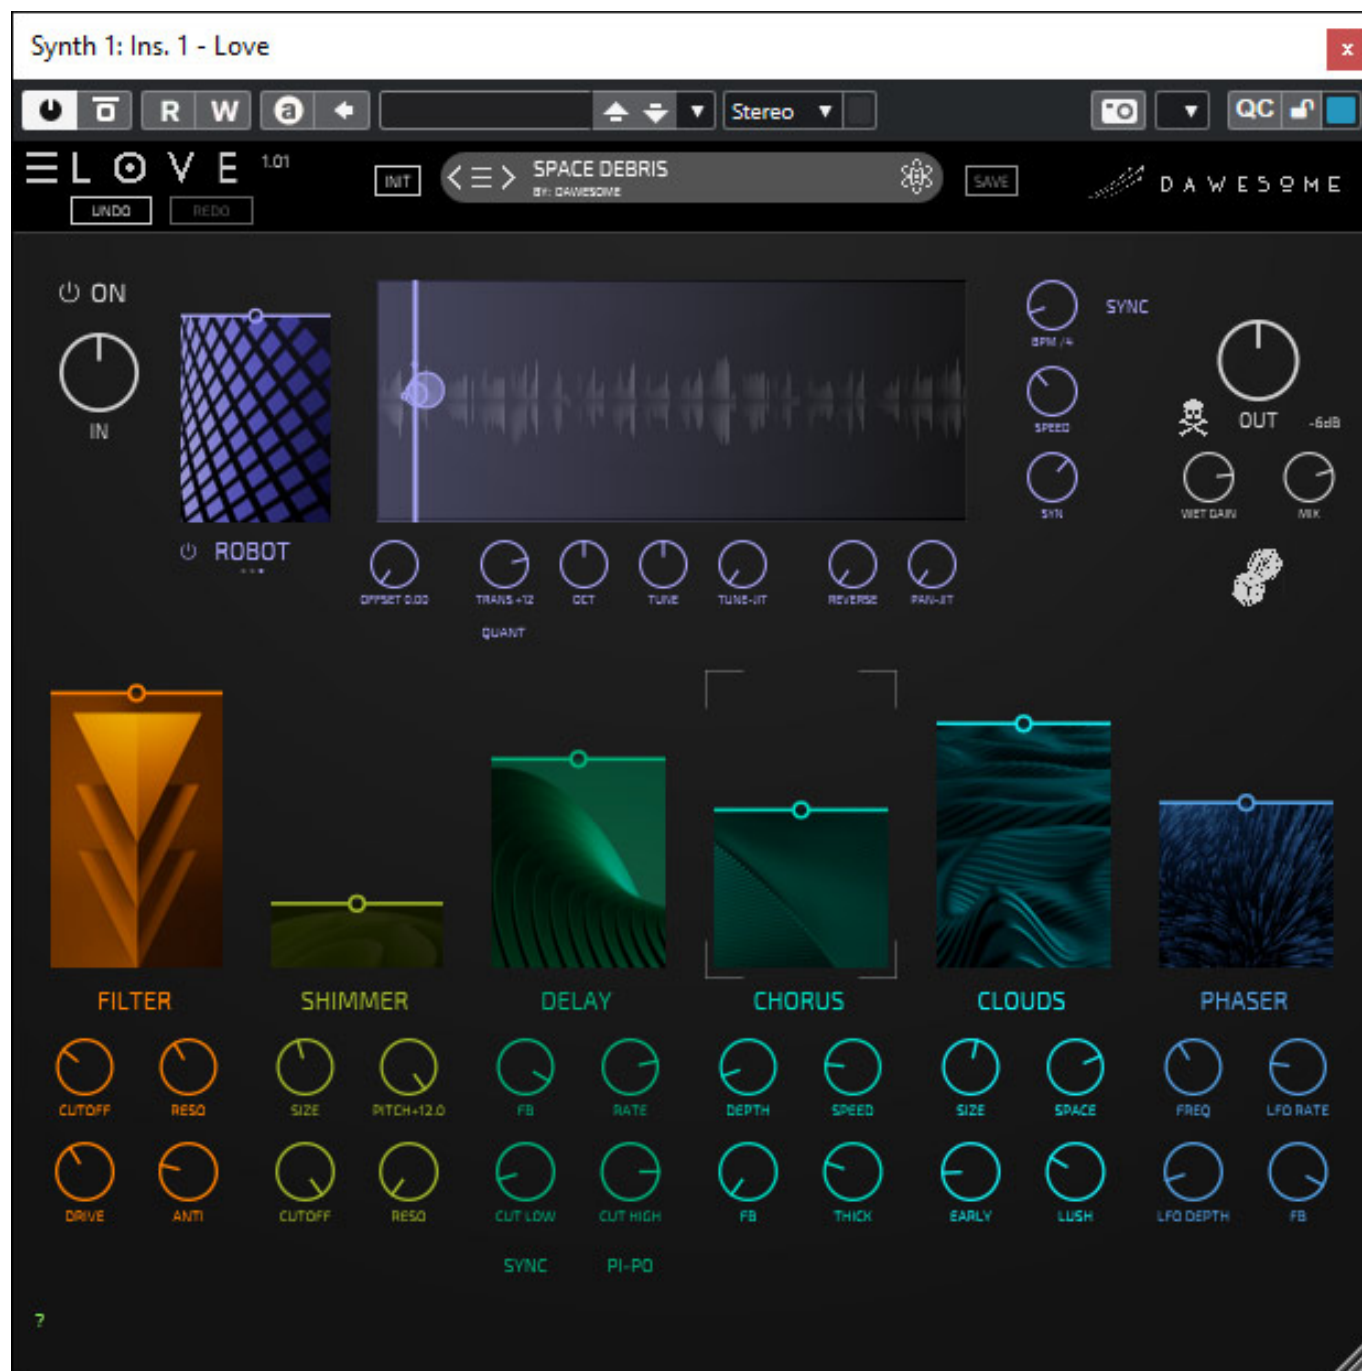 Synth 1: Ins. 1 - Love
x
R W a Stereo QC
LOVE 1.01
INIT
SPACE DEBRIS
BY: DAWESOME
SAVE
DAWESOME
UNDO REDO
ON
IN
ROBOT
OFFSET 0.00 TRANS.+12 OCT TUNE TUNE-JIT REVERSE PAN-JIT
QUANT
BPM /4 SYNC
SPEED
SYN
OUT -6dB
WET GAIN MIX
FILTER SHIMMER DELAY CHORUS CLOUDS PHASER
CUTOFF RESO SIZE PITCH+12.0 FB RATE DEPTH SPEED SIZE SPACE FREQ LFO RATE
DRIVE ANTI CUTOFF RESO CUT LOW CUT HIGH FB THICK EARLY LUSH LFO DEPTH FB
SYNC PI-PO
?